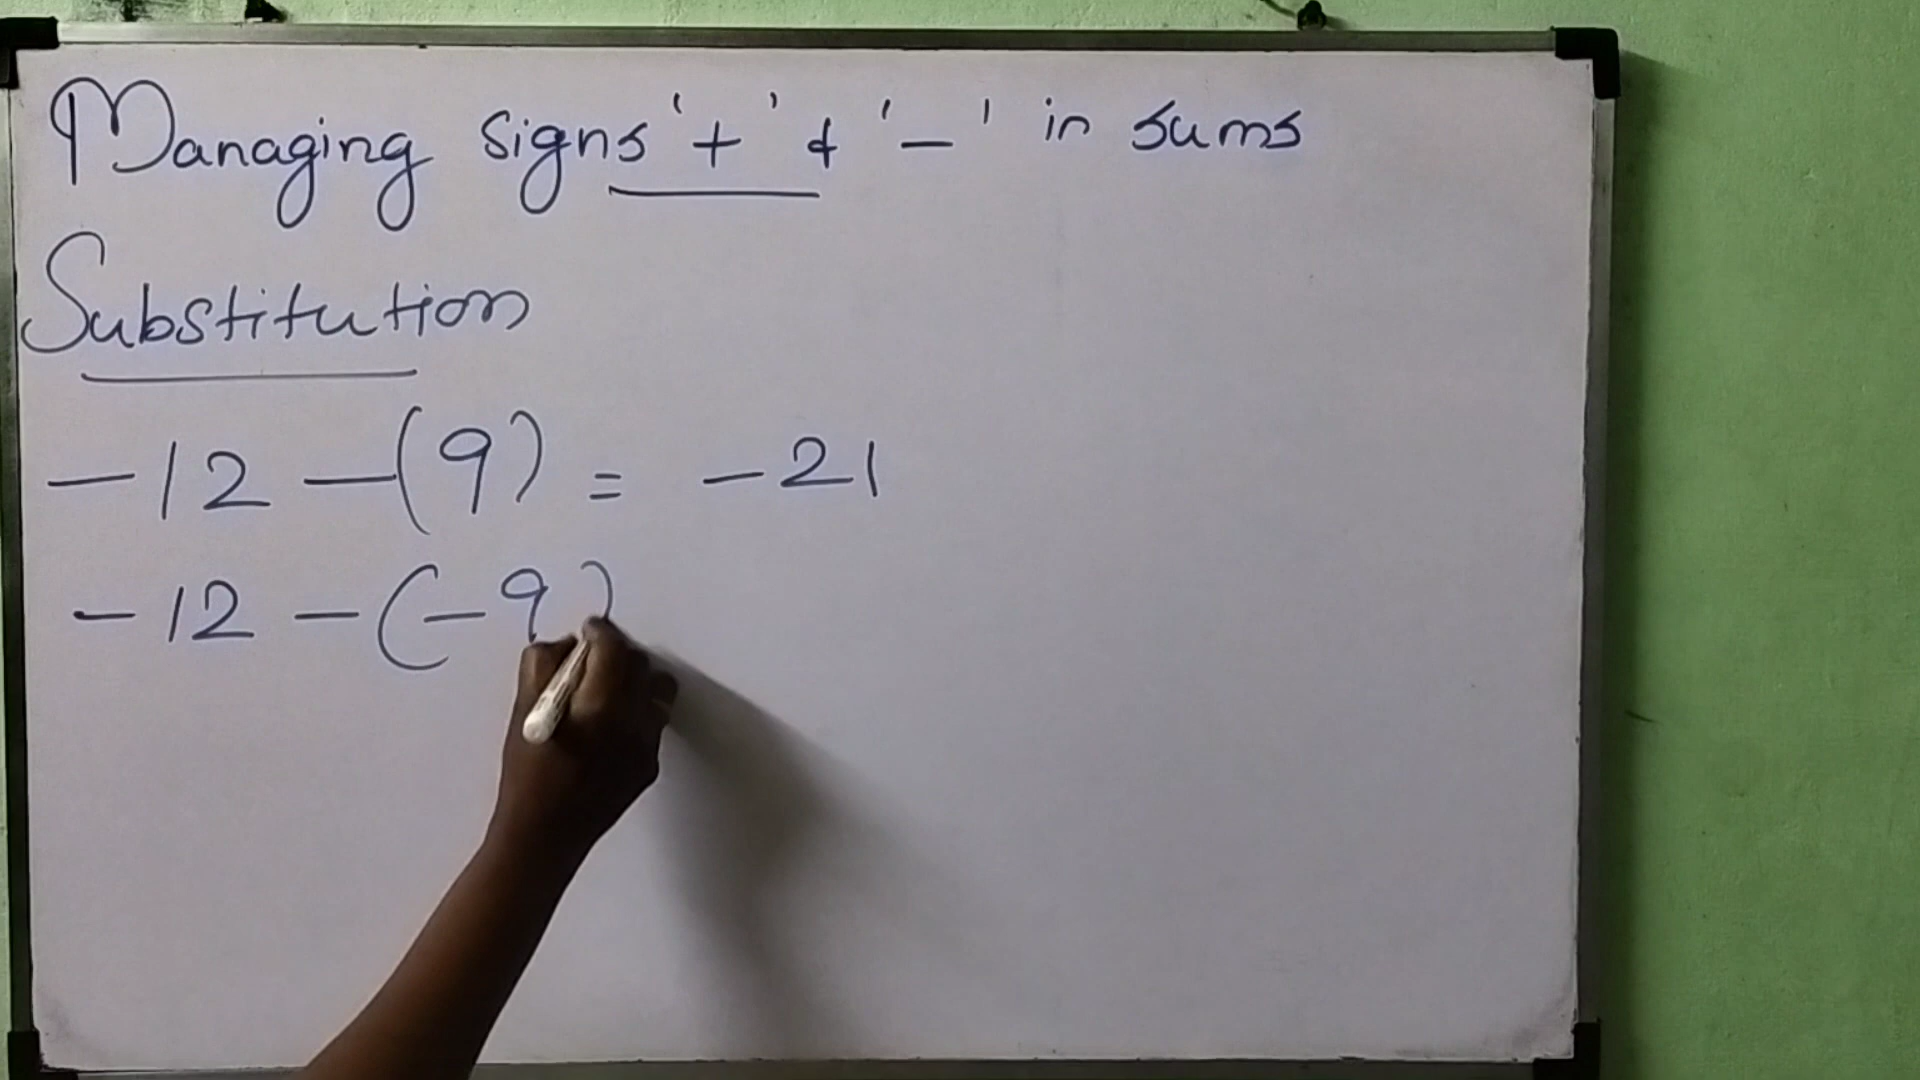 Managing signs '+' & '-' in sums
Substitution
-12 -(9) = -21
-12 -(-9)